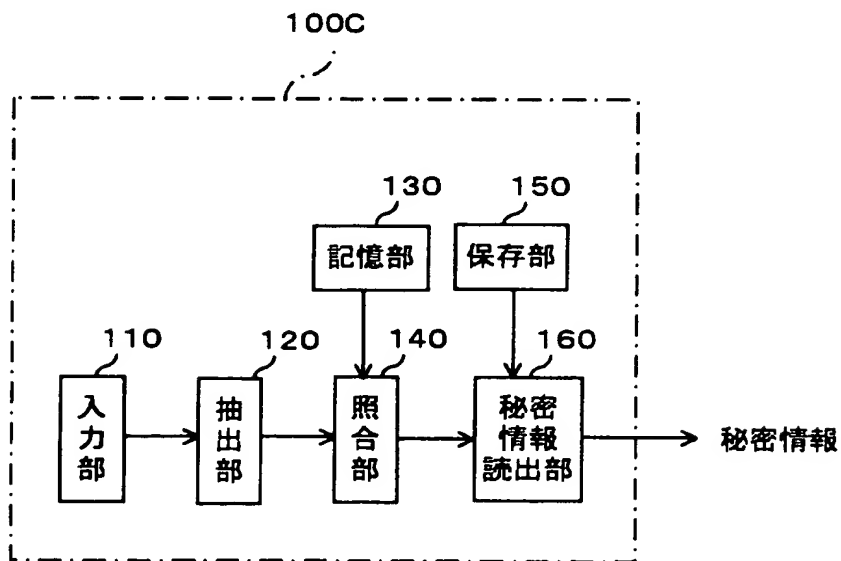 100C
130
150
記憶部
保存部
110
120
140
160
入力部
抽出部
照合部
秘密
情報
読出部
秘密情報